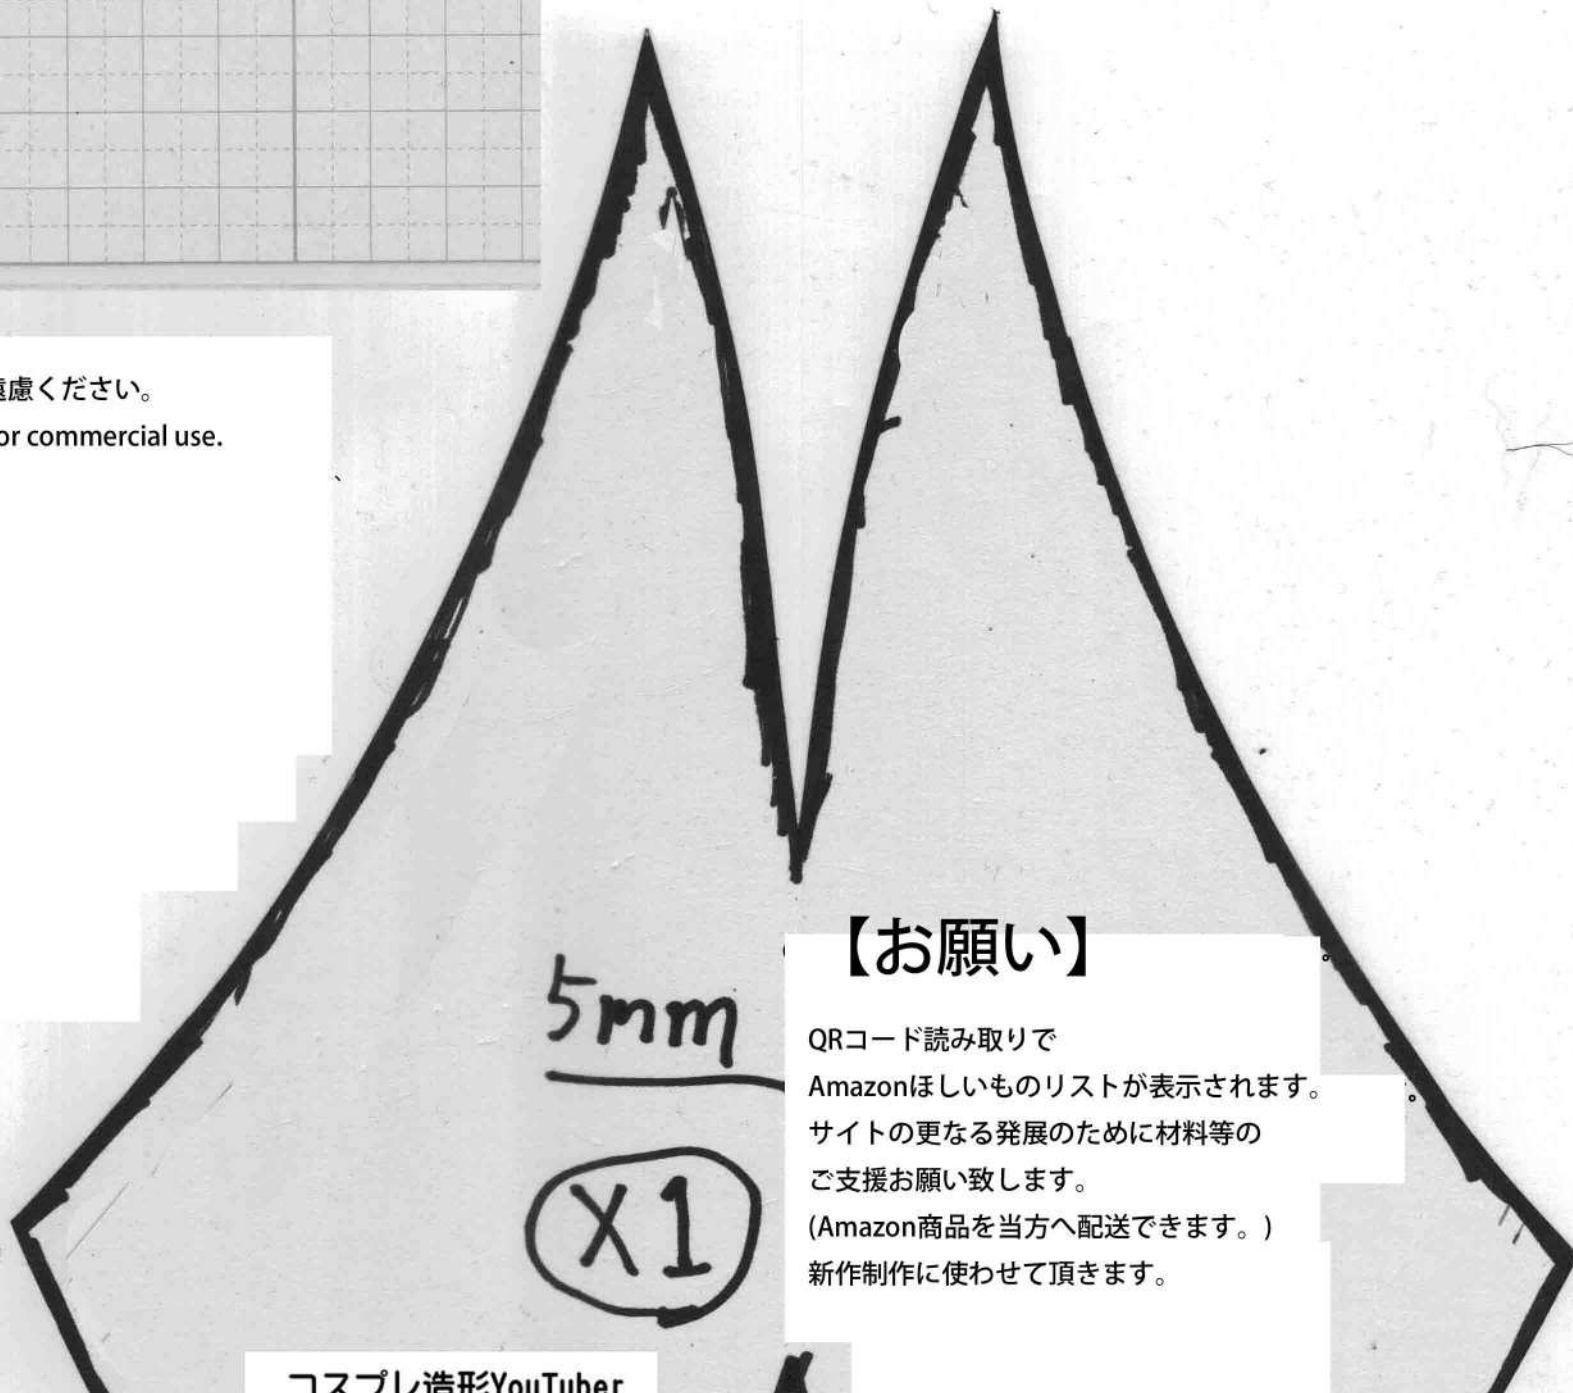 慮ください。
or commercial use.
5mm
X1
【お願い】
QRコード読み取りで
Amazonほしいものリストが表示されます。
サイトの更なる発展のために材料等の
ご支援お願い致します。
(Amazon商品を当方へ配送できます。)
新作制作に使わせて頂きます。
コスプレ造形YouTuber